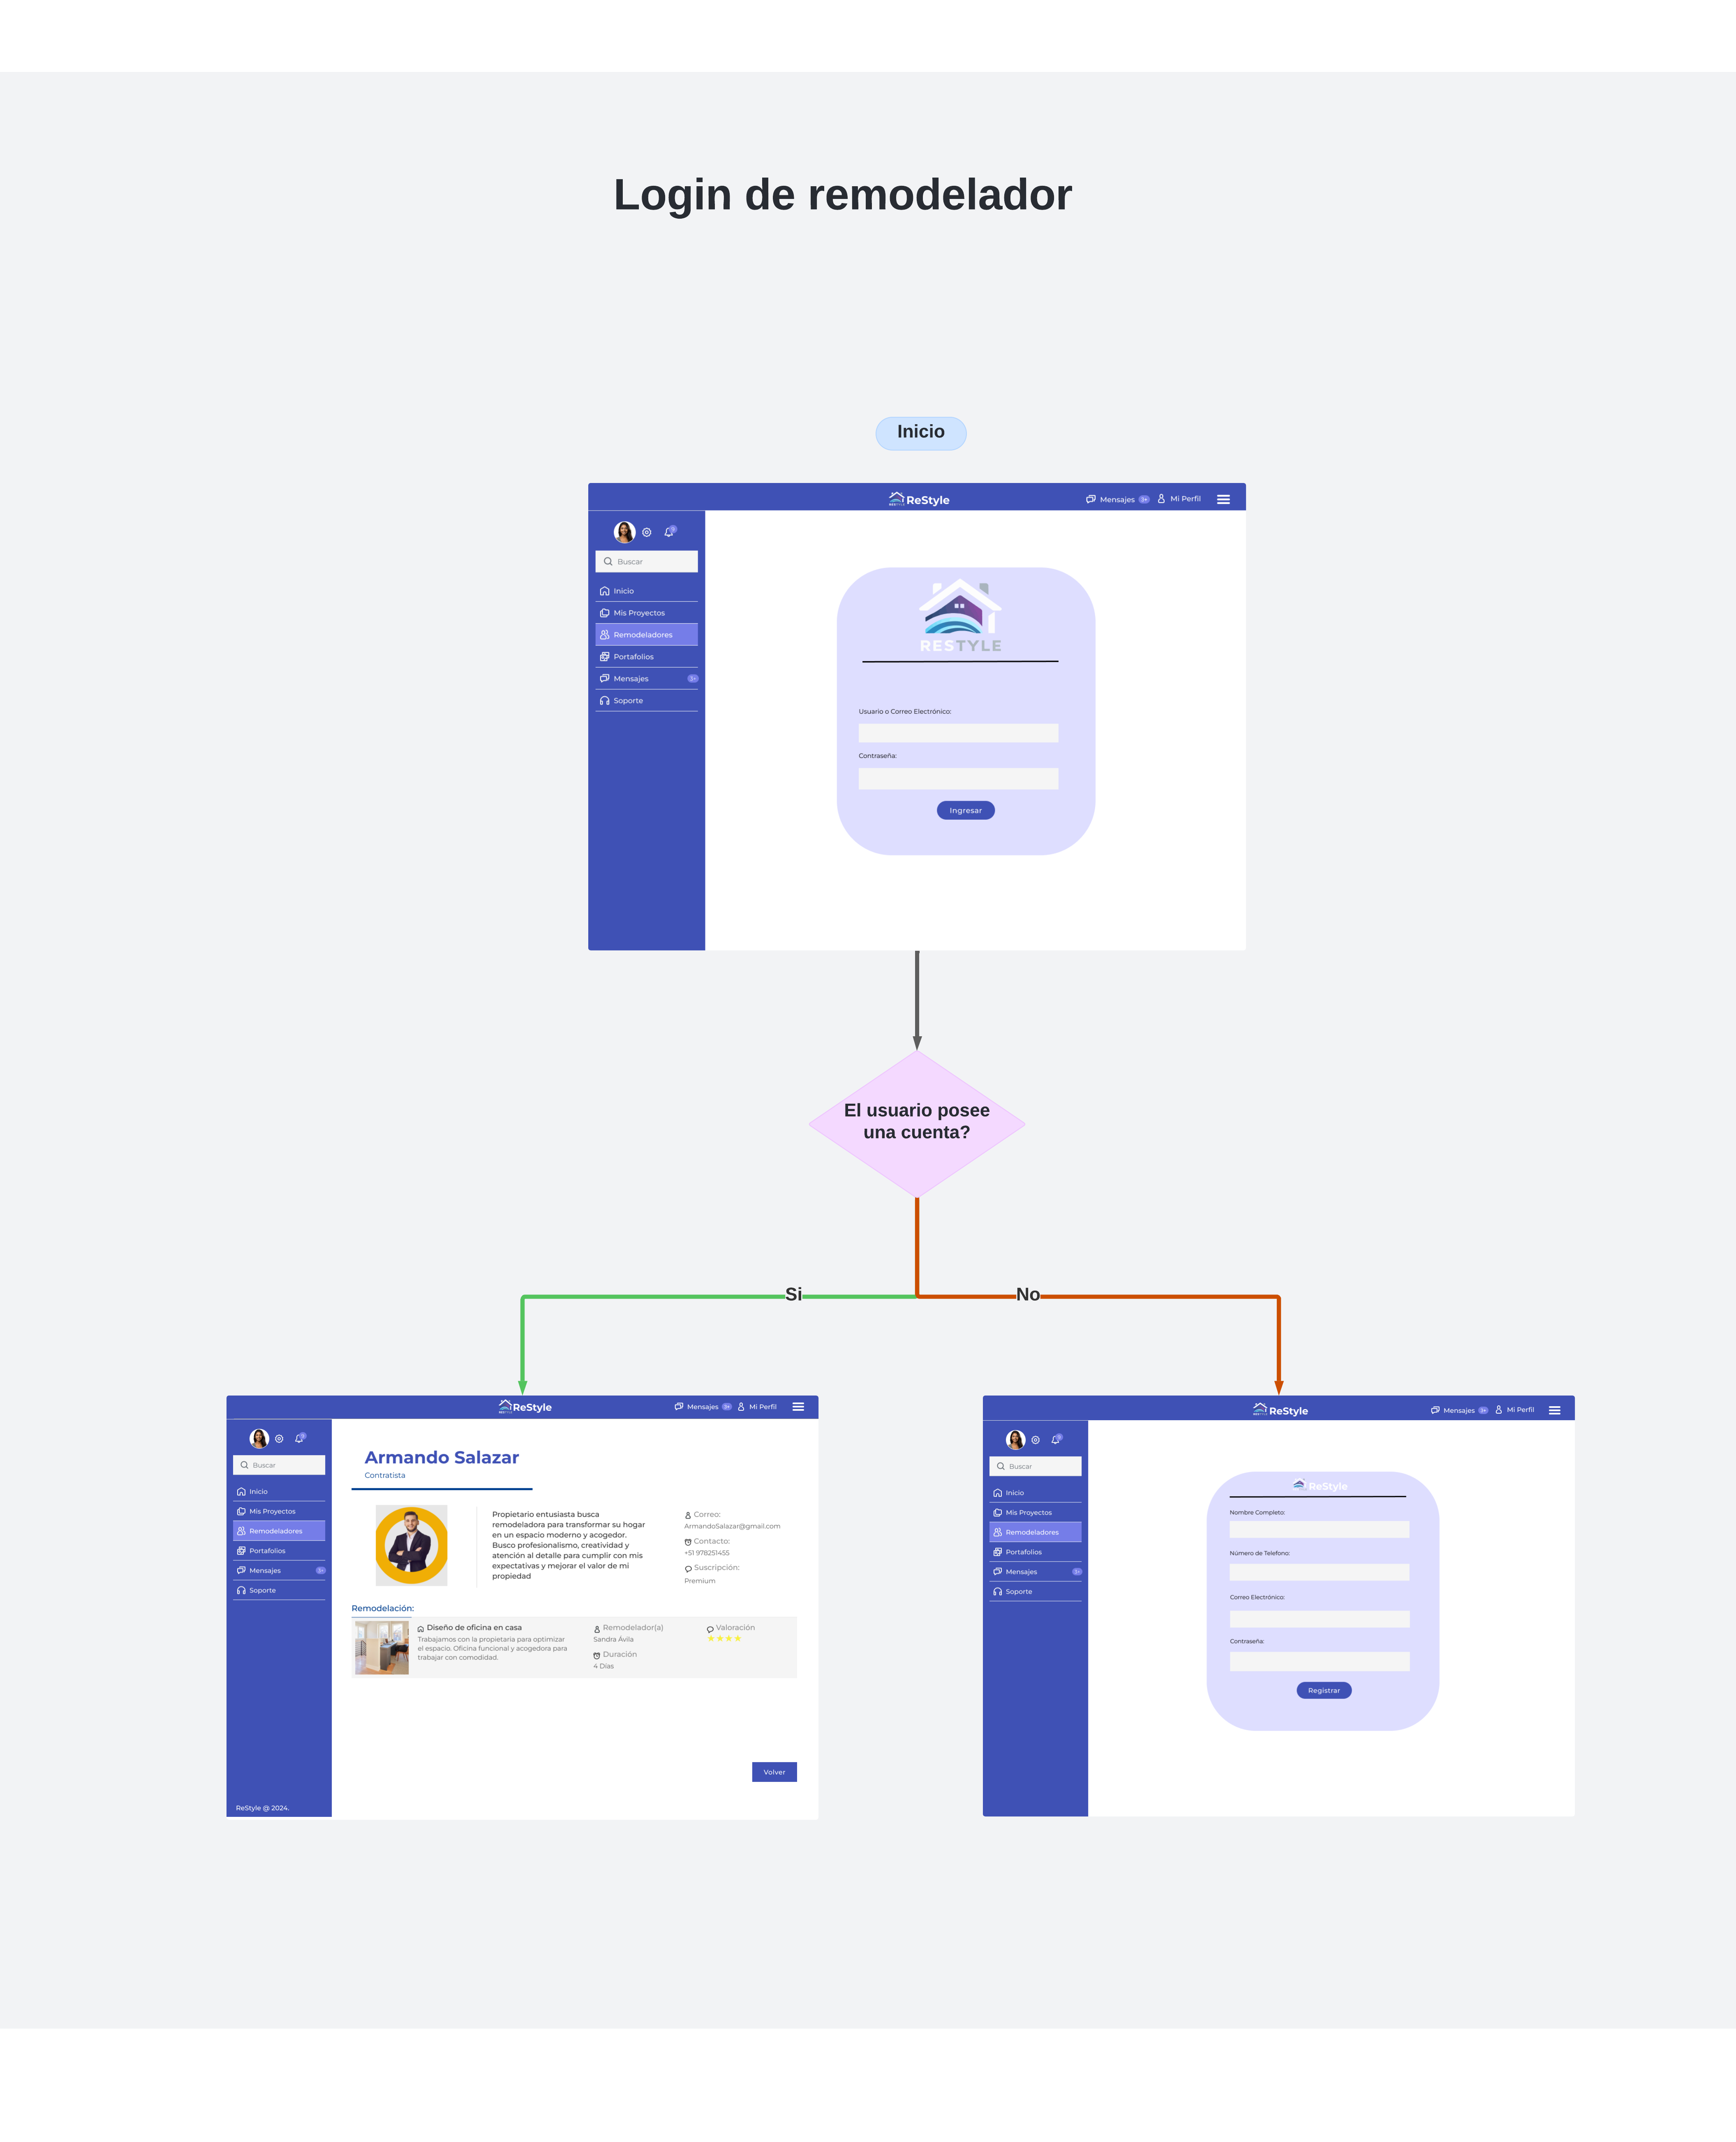 Login de remodelador
Inicio
RESTYLE
ReStyle
Mensajes 3+
Mi Perfil
Buscar
Inicio
Mis Proyectos
Remodeladores
Portafolios
Mensajes 3+
Soporte
RESTYLE
Usuario o Correo Electrónico:
Contraseña:
Ingresar
El usuario posee
una cuenta?
Si
No
ReStyle
Mensajes 3+
Mi Perfil
Buscar
Inicio
Mis Proyectos
Remodeladores
Portafolios
Mensajes 3+
Soporte
ReStyle @ 2024.
Armando Salazar
Contratista
Propietario entusiasta busca
remodeladora para transformar su hogar
en un espacio moderno y acogedor.
Busco profesionalismo, creatividad y
atención al detalle para cumplir con mis
expectativas y mejorar el valor de mi
propiedad
Correo:
ArmandoSalazar@gmail.com
Contacto:
+51 978251455
Suscripción:
Premium
Remodelación:
Diseño de oficina en casa
Trabajamos con la propietaria para optimizar
el espacio. Oficina funcional y acogedora para
trabajar con comodidad.
Remodelador(a)
Sandra Ávila
Duración
4 Dias
Valoración
Volver
ReStyle
Mensajes 3+
Mi Perfil
Buscar
Inicio
Mis Proyectos
Remodeladores
Portafolios
Mensajes 3+
Soporte
ReStyle
Nombre Completo:
Número de Telefono:
Correo Electrónico:
Contraseña:
Registrar